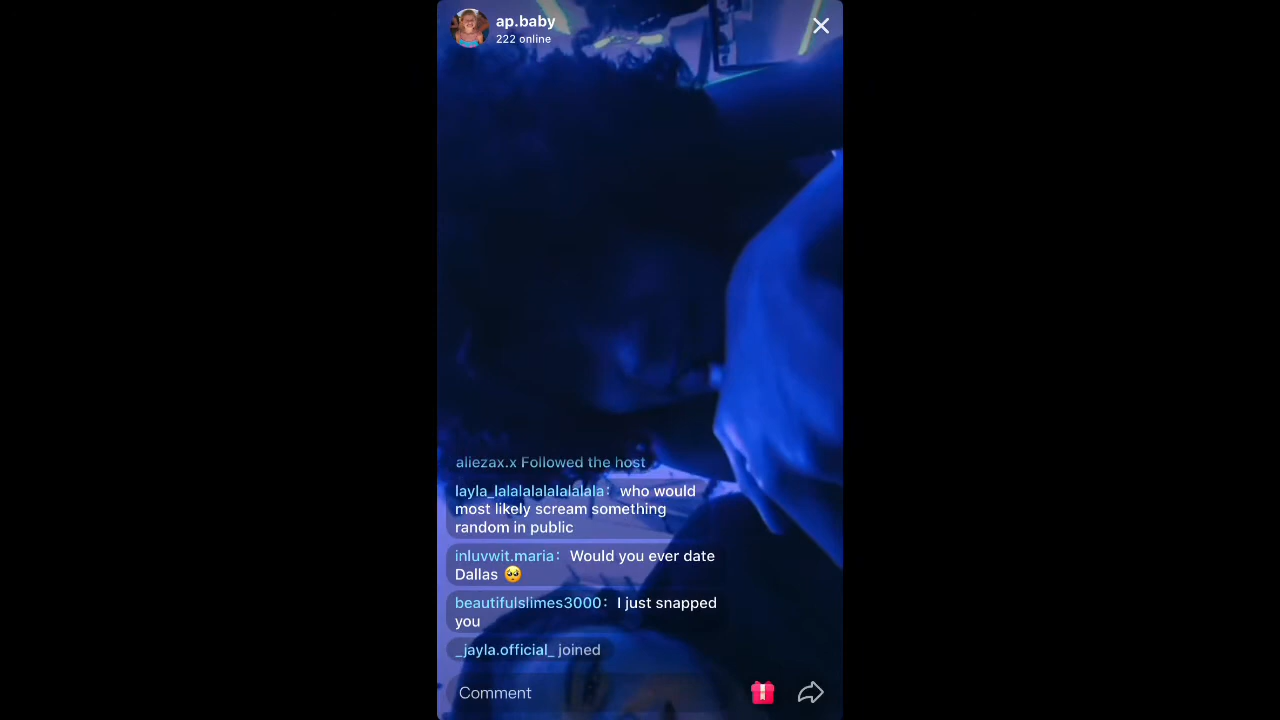 ap.baby
222 online
aliezax.x Followed the host
layla_lalalalalalalalala: who would
most likely scream something
random in public
inluvwit.maria: Would you ever date
Dallas 🥺
beautifulslimes3000: I just snapped
you
_jayla.official_ joined
Comment